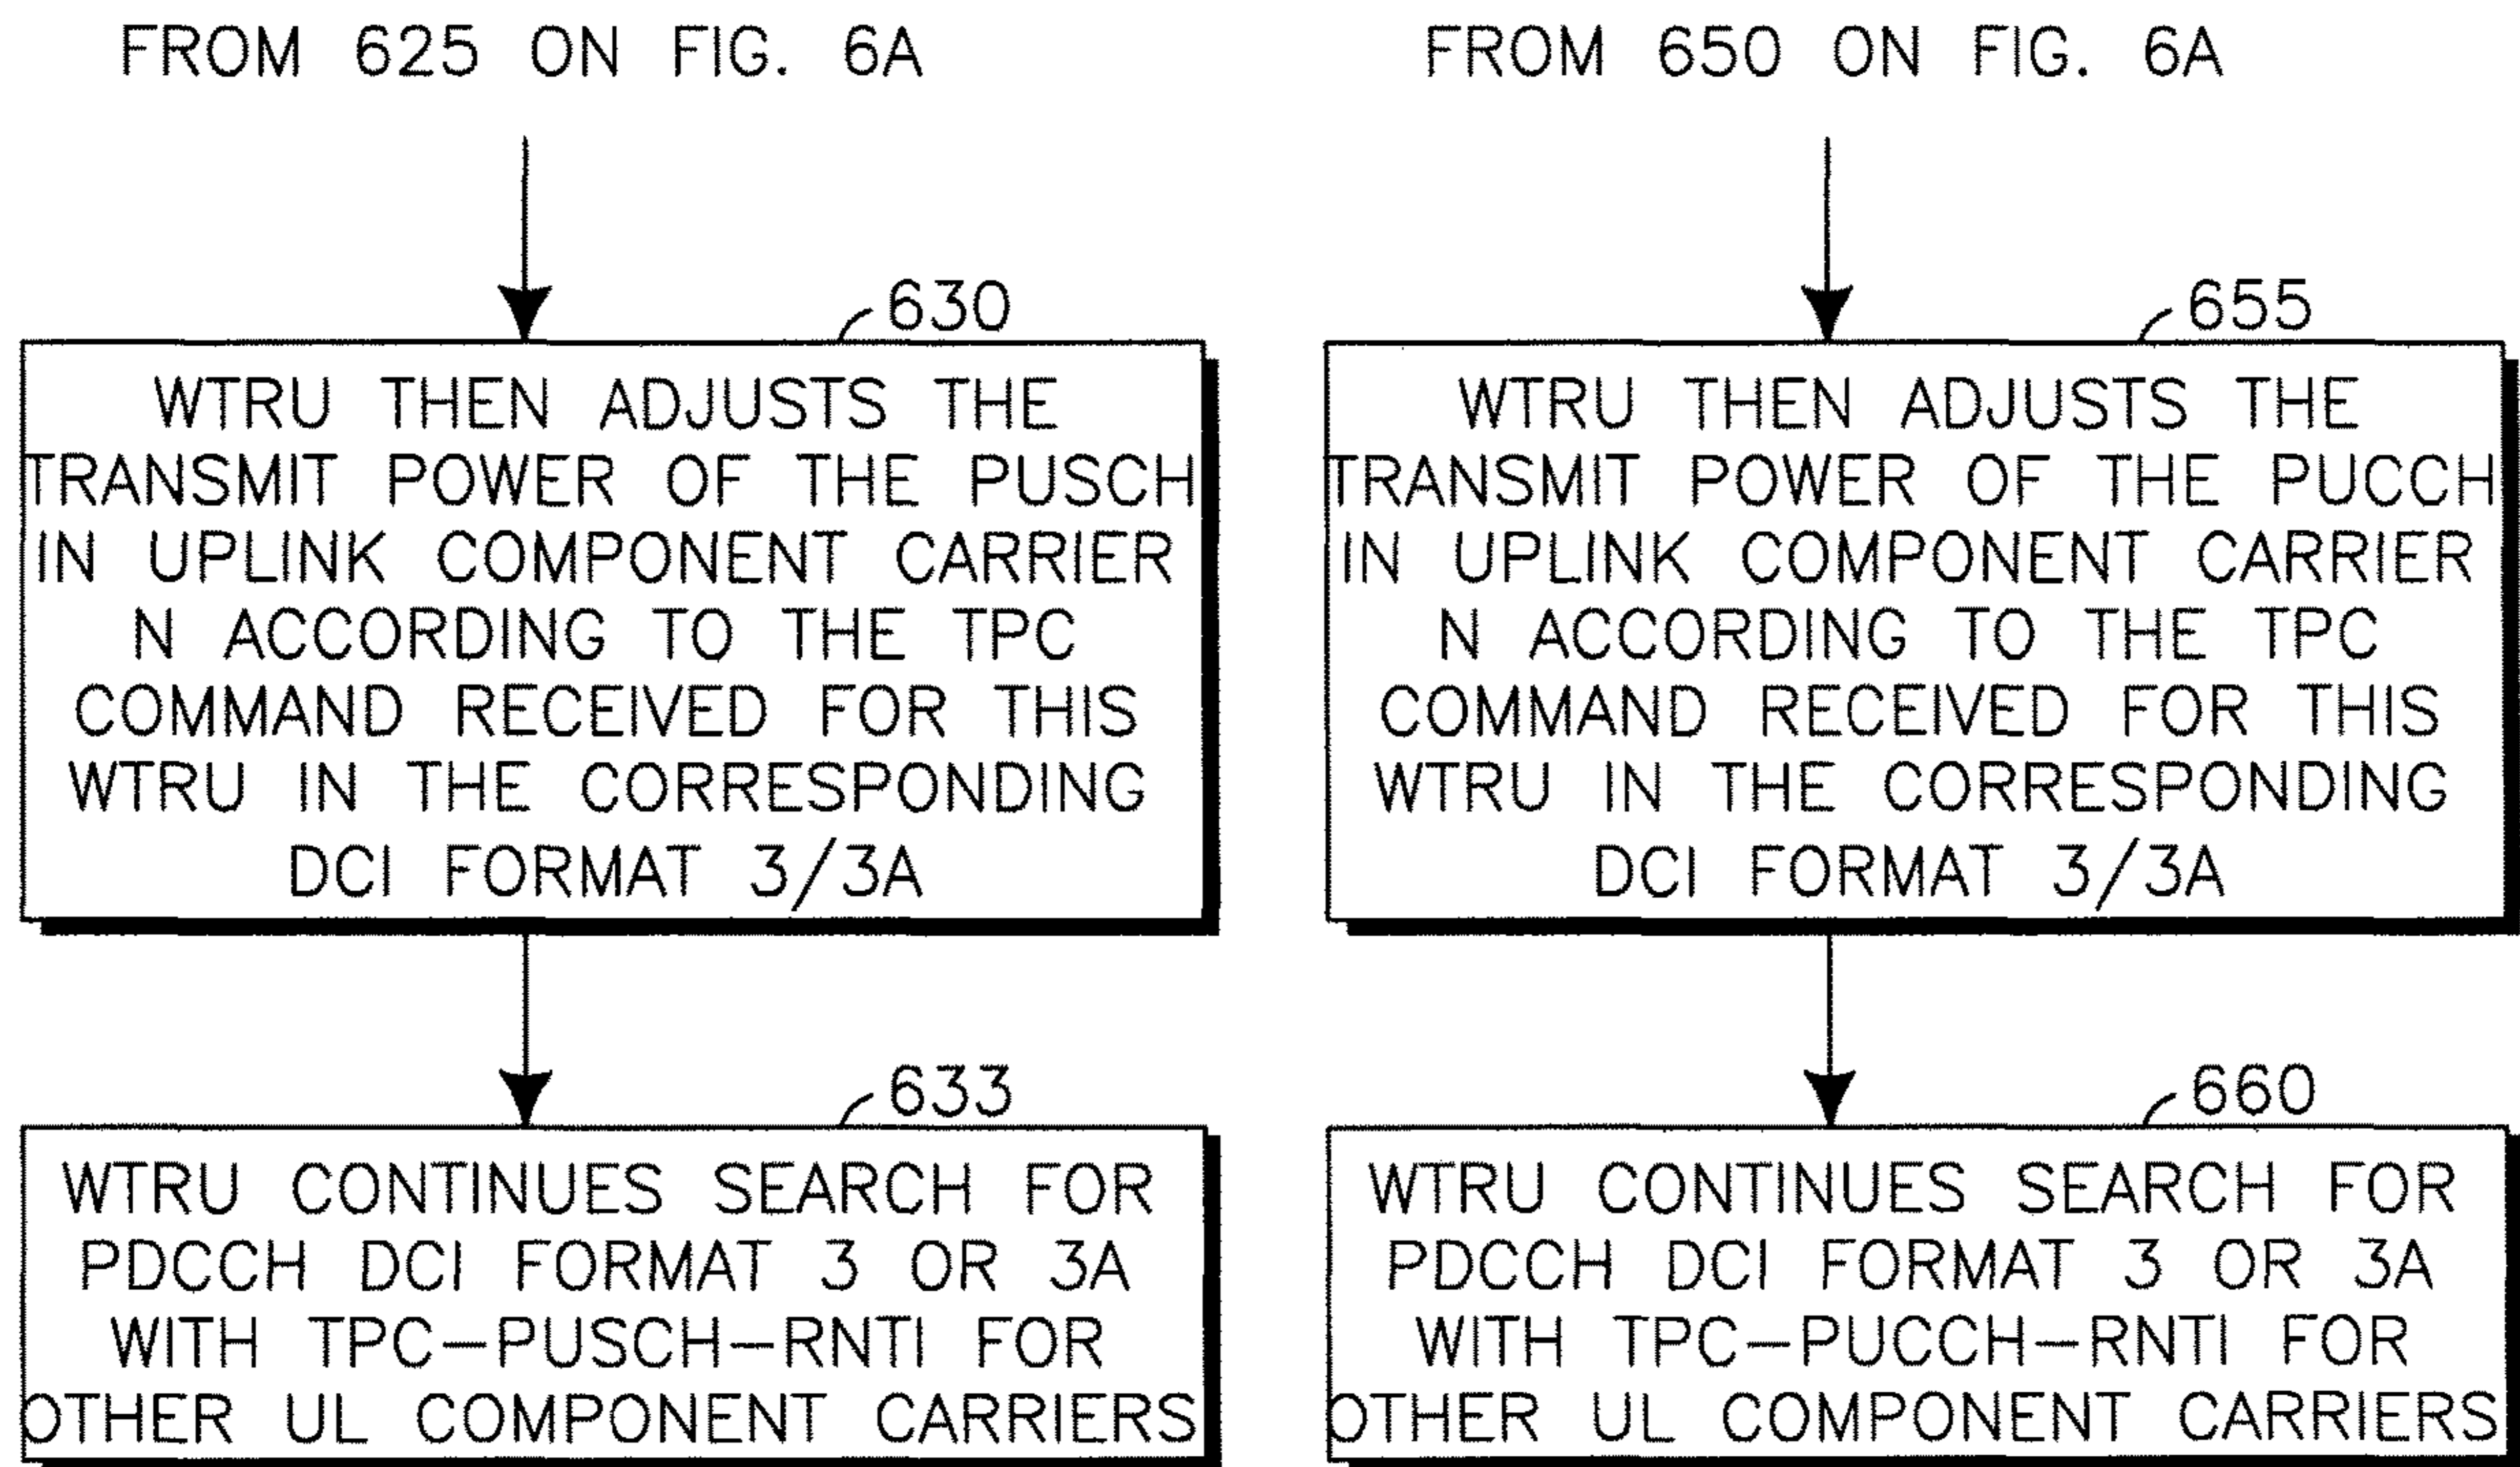 FROM 625 ON FIG. 6A
630
WTRU THEN ADJUSTS THE
TRANSMIT POWER OF THE PUSCH
IN UPLINK COMPONENT CARRIER
N ACCORDING TO THE TPC
COMMAND RECEIVED FOR THIS
WTRU IN THE CORRESPONDING
DCI FORMAT 3/3A
633
WTRU CONTINUES SEARCH FOR
PDCCH DCI FORMAT 3 OR 3A
WITH TPC-PUSCH-RNTI FOR
OTHER UL COMPONENT CARRIERS
FROM 650 ON FIG. 6A
655
WTRU THEN ADJUSTS THE
TRANSMIT POWER OF THE PUCCH
IN UPLINK COMPONENT CARRIER
N ACCORDING TO THE TPC
COMMAND RECEIVED FOR THIS
WTRU IN THE CORRESPONDING
DCI FORMAT 3/3A
660
WTRU CONTINUES SEARCH FOR
PDCCH DCI FORMAT 3 OR 3A
WITH TPC-PUCCH-RNTI FOR
OTHER UL COMPONENT CARRIERS